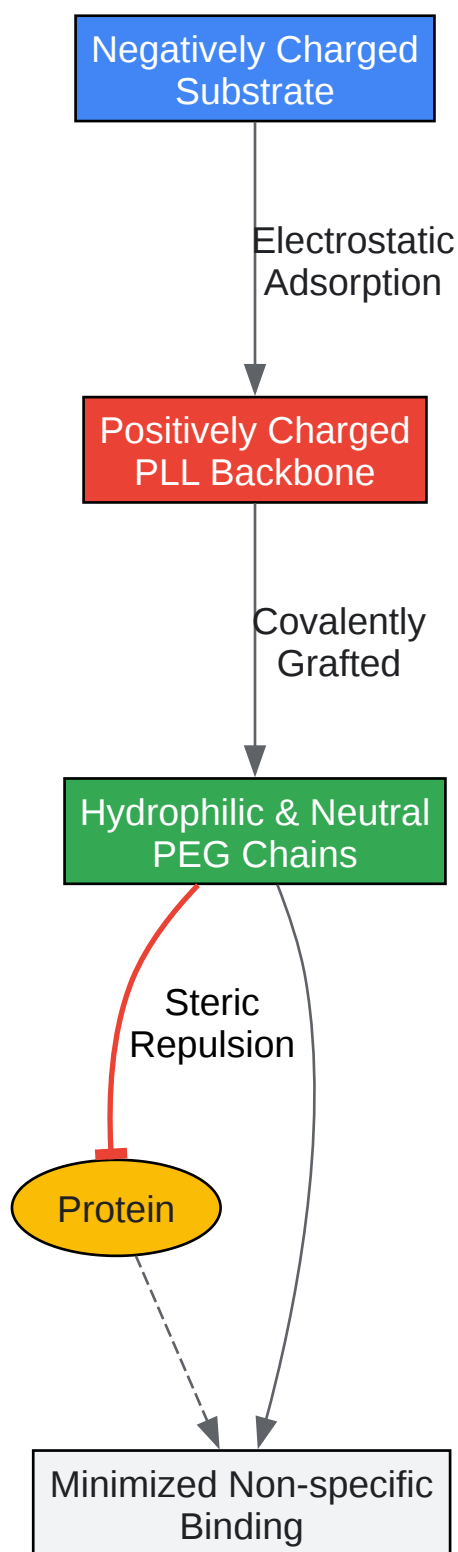 Negatively Charged
Substrate
Electrostatic
Adsorption
Positively Charged
PLL Backbone
Covalently
Grafted
Hydrophilic & Neutral
PEG Chains
Steric
Repulsion
Protein
Minimized Non-specific
Binding